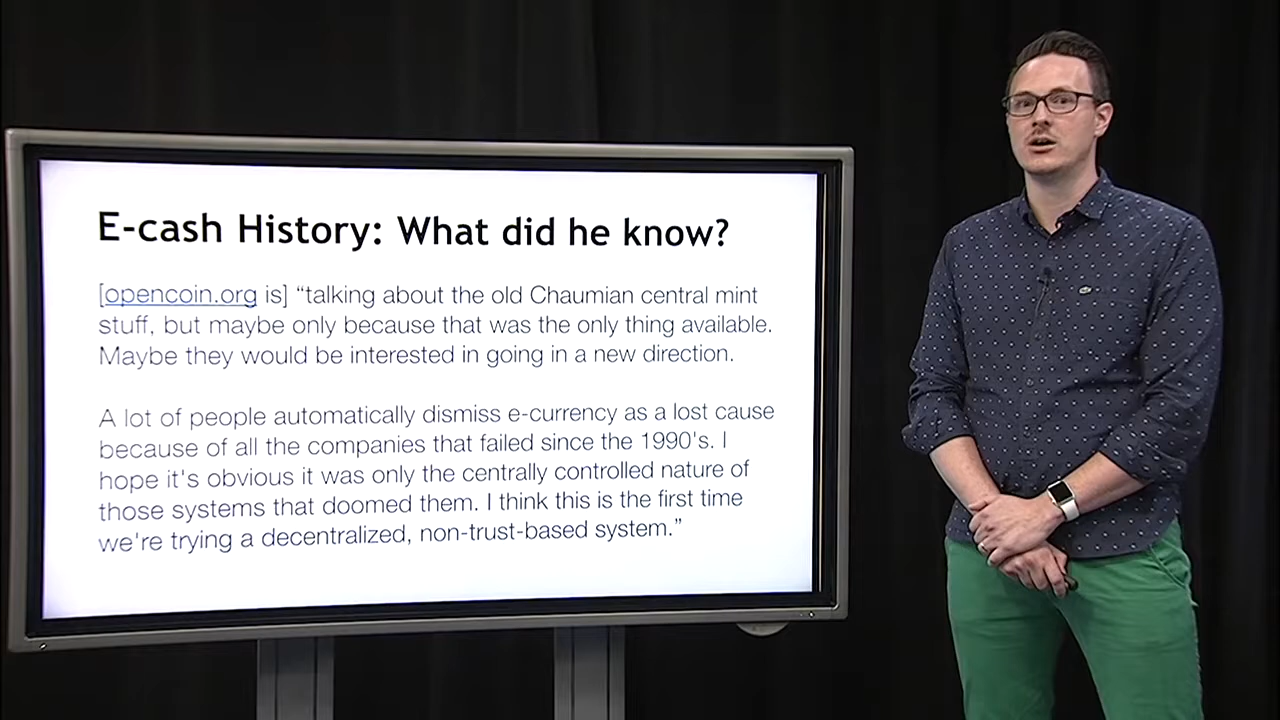 E-cash History: What did he know?
[opencoin.org is] “talking about the old Chaumian central mint
stuff, but maybe only because that was the only thing available.
Maybe they would be interested in going in a new direction.
A lot of people automatically dismiss e-currency as a lost cause
because of all the companies that failed since the 1990's. I
hope it's obvious it was only the centrally controlled nature of
those systems that doomed them. I think this is the first time
we're trying a decentralized, non-trust-based system.”